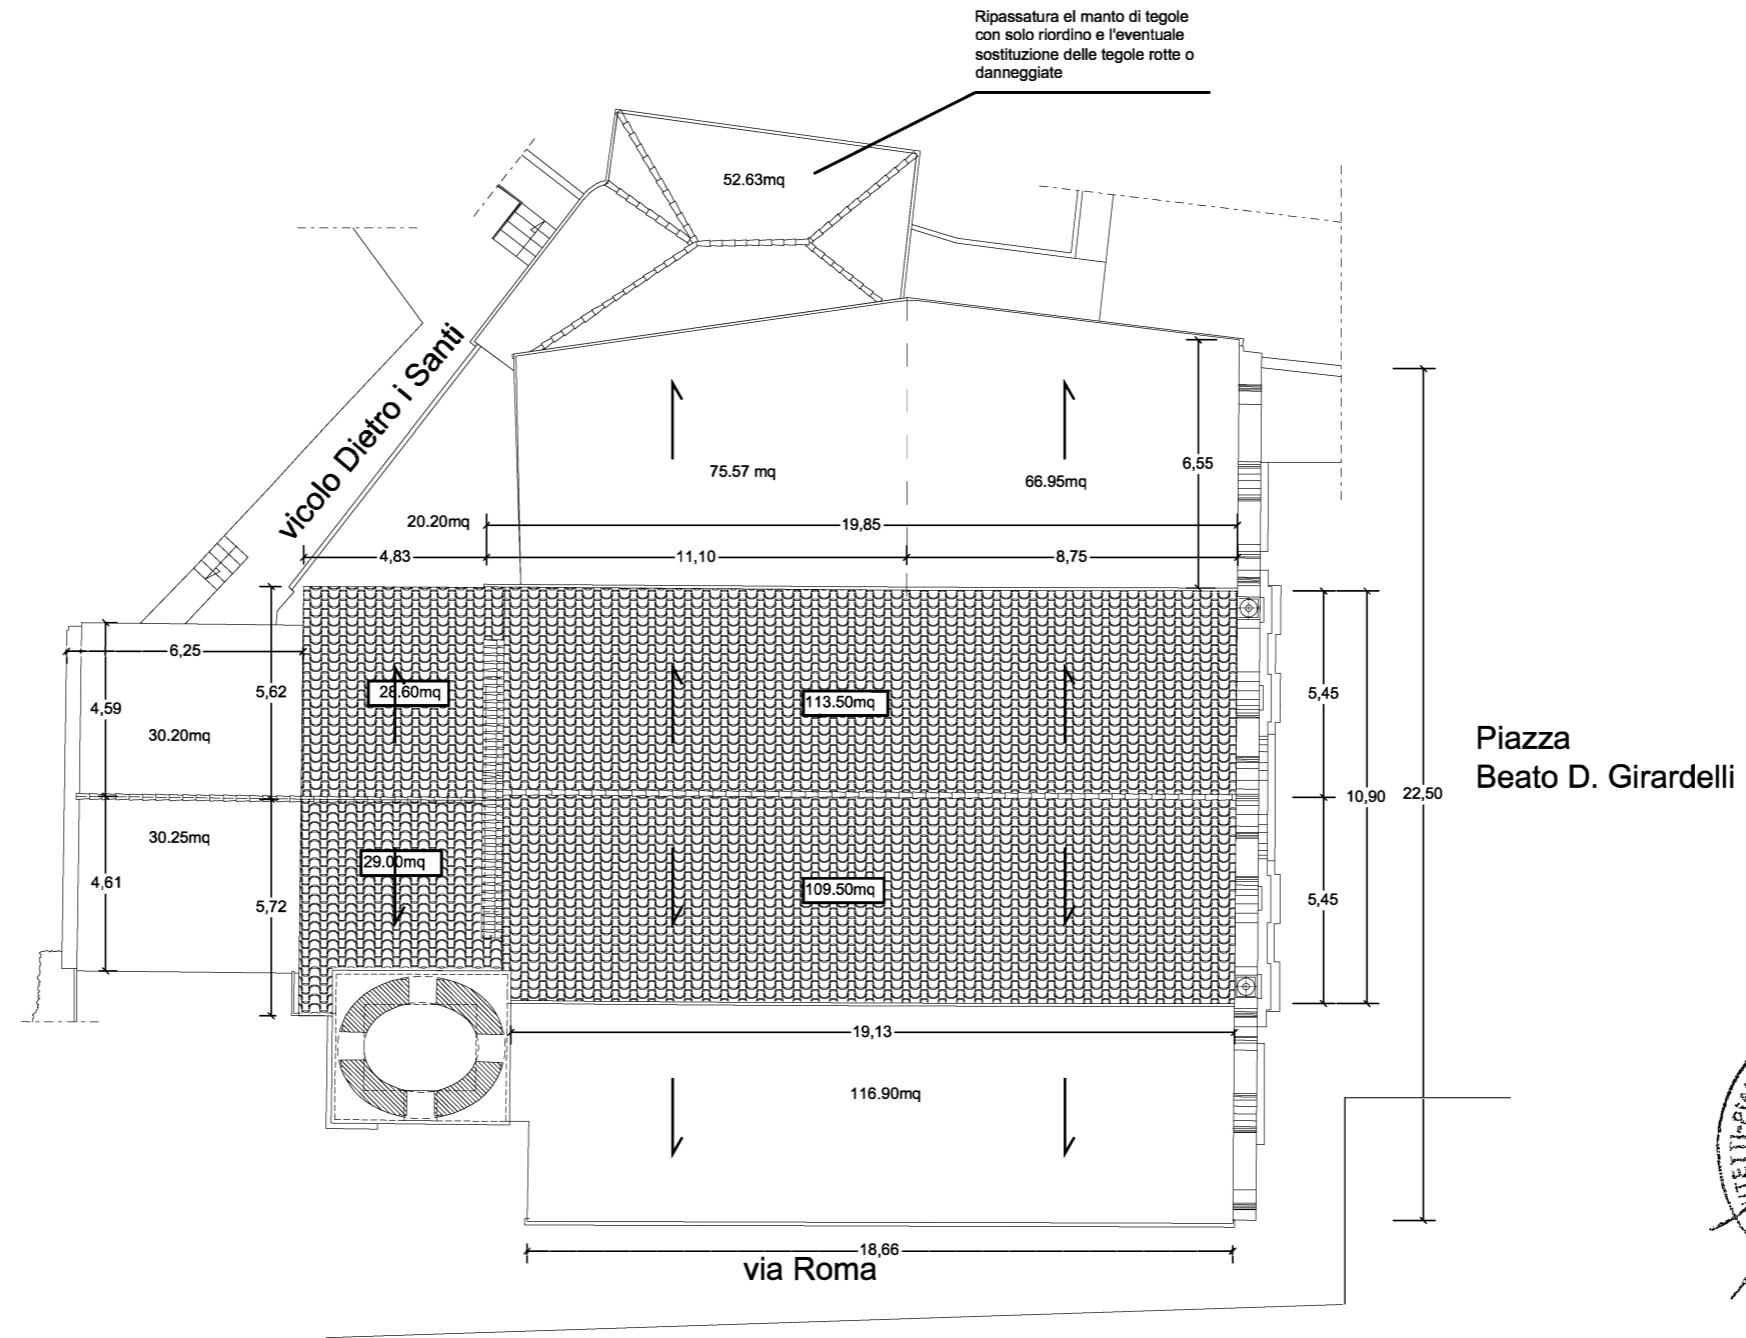 Ripassatura el manto di tegole
con solo riordino e l'eventuale
sostituzione delle tegole rotte o
danneggiate
52.63mq
vicolo Dietro i Santi
75.57 mq
66.95mq
6,55
20.20mq
19,85
4,83
11,10
8,75
6,25
4,59
5,62
28.60mq
113.50mq
5,45
30.20mq
Piazza
Beato D. Girardelli
10,90
22,50
30.25mq
29.00mq
109.50mq
4,61
5,72
5,45
19,13
116.90mq
18,66
via Roma